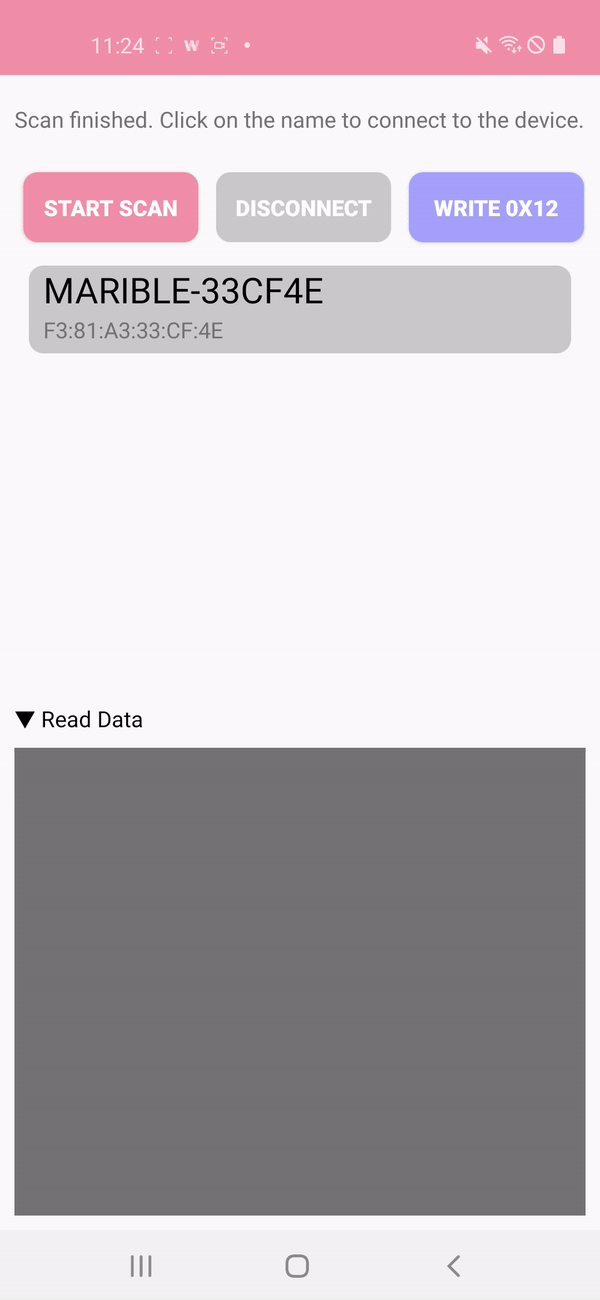 11:24
Scan finished. Click on the name to connect to the device.
START SCAN
DISCONNECT
WRITE 0X12
MARIBLE-33CF4E
F3:81:A3:33:CF:4E
▼ Read Data